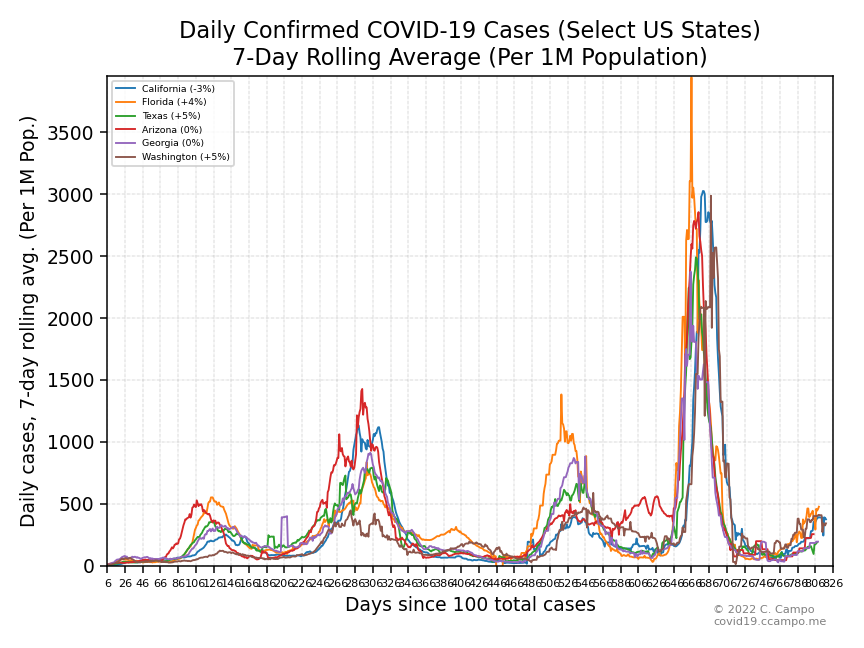 Daily Confirmed COVID-19 Cases (Select US States)
7-Day Rolling Average (Per 1M Population)
California (-3%)
Florida (+4%)
Texas (+5%)
Arizona (0%)
Georgia (0%)
Washington (+5%)
Daily cases, 7-day rolling avg. (Per 1M Pop.)
3500
3000
2500
2000
1500
1000
500
0
6 26 46 66 86 106 126 146 166 186 206 226 246 266 286 306 326 346 366 386 406 426 446 466 486 506 526 546 566 586 606 626 646 666 686 706 726 746 766 786 806 826
Days since 100 total cases
© 2022 C. Campo
covid19.ccampo.me